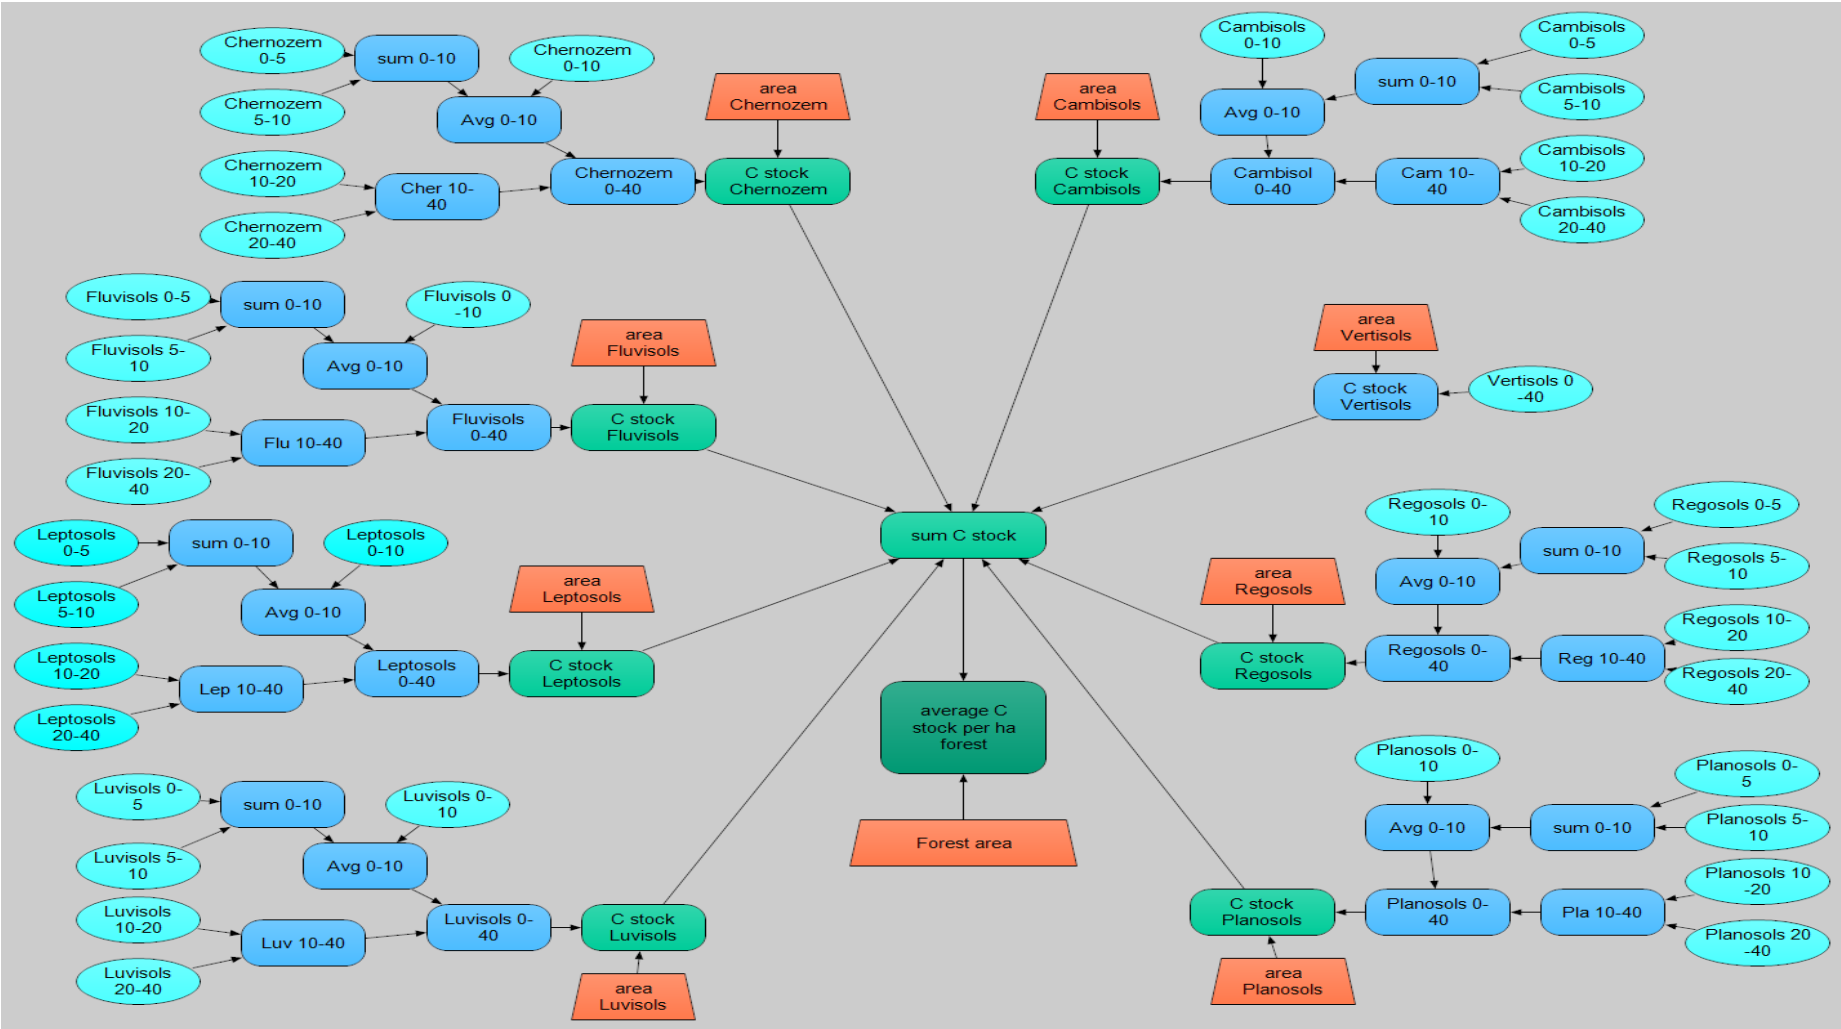 Chernozem
0-5
sum 0-10
Chernozem
0-10
Chernozem
5-10
Avg 0-10
Chernozem
10-20
Cher 10-
40
Chernozem
0-40
Chernozem
20-40
area
Chernozem
C stock
Chernozem
Cambisols
0-10
Cambisols
0-5
sum 0-10
Cambisols
5-10
Avg 0-10
area
Cambisols
C stock
Cambisols
Cambisol
0-40
Cam 10-
40
Cambisols
10-20
Cambisols
20-40
Fluvisols 0-5
sum 0-10
Fluvisols 0
-10
Fluvisols 5-
10
Avg 0-10
Fluvisols 10-
20
Flu 10-40
Fluvisols
0-40
Fluvisols 20-
40
area
Fluvisols
C stock
Fluvisols
area
Vertisols
C stock
Vertisols
Vertisols 0
-40
Leptosols
0-5
sum 0-10
Leptosols
0-10
Leptosols
5-10
Avg 0-10
Leptosols
10-20
Lep 10-40
Leptosols
0-40
Leptosols
20-40
area
Leptosols
C stock
Leptosols
sum C stock
average C
stock per ha
forest
Forest area
Regosols 0-
10
Regosols 0-5
sum 0-10
Regosols 5-
10
Avg 0-10
area
Regosols
C stock
Regosols
Regosols 0-
40
Reg 10-40
Regosols 10-
20
Regosols 20-
40
Luvisols 0-
5
sum 0-10
Luvisols 0-
10
Luvisols 5-
10
Avg 0-10
Luvisols
10-20
Luv 10-40
Luvisols 0-
40
Luvisols
20-40
C stock
Luvisols
area
Luvisols
Planosols 0-
10
Planosols 0-
5
Avg 0-10
sum 0-10
Planosols 5-
10
C stock
Planosols
Planosols 0-
40
Pla 10-40
Planosols 10
-20
Planosols 20
-40
area
Planosols